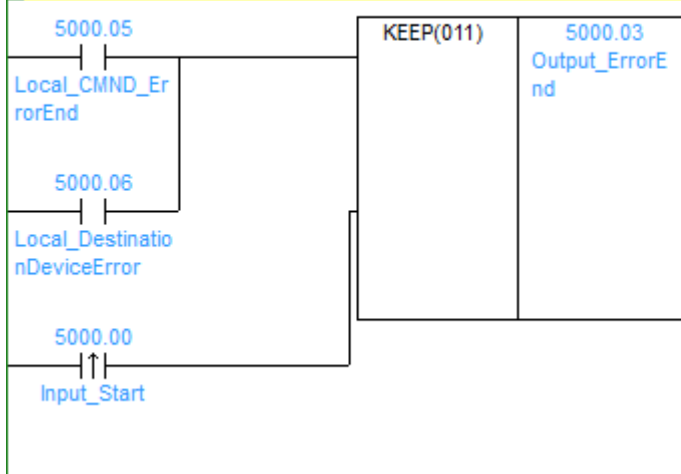 5000.05
KEEP(011)
5000.03
Local_CMND_Er
rorEnd
Output_ErrorE
nd
5000.06
Local_Destinatio
nDeviceError
5000.00
Input_Start